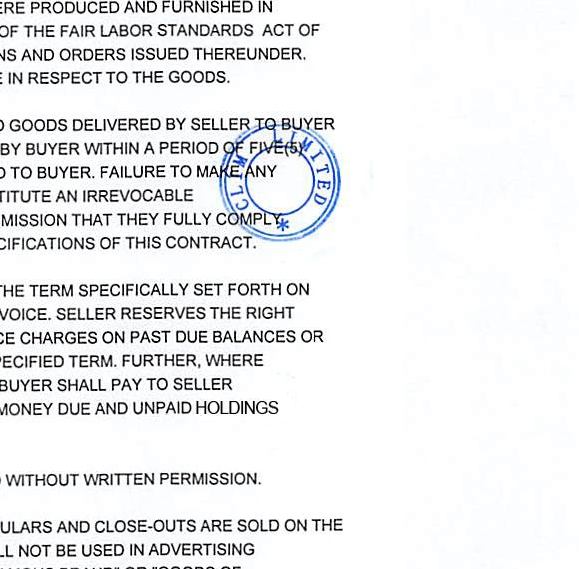 ERE PRODUCED AND FURNISHED IN
OF THE FAIR LABOR STANDARDS ACT OF
NS AND ORDERS ISSUED THEREUNDER.
E IN RESPECT TO THE GOODS.
D GOODS DELIVERED BY SELLER TO BUYER
BY BUYER WITHIN A PERIOD OF FIVE(5)
D TO BUYER. FAILURE TO MAKE ANY
TITUTE AN IRREVOCABLE
MISSION THAT THEY FULLY COMPLY
CIFICATIONS OF THIS CONTRACT.
CLIM LIMITED *
THE TERM SPECIFICALLY SET FORTH ON
VOICE. SELLER RESERVES THE RIGHT
CE CHARGES ON PAST DUE BALANCES OR
PECIFIED TERM. FURTHER, WHERE
BUYER SHALL PAY TO SELLER
MONEY DUE AND UNPAID HOLDINGS
WITHOUT WRITTEN PERMISSION.
ULARS AND CLOSE-OUTS ARE SOLD ON THE
LL NOT BE USED IN ADVERTISING